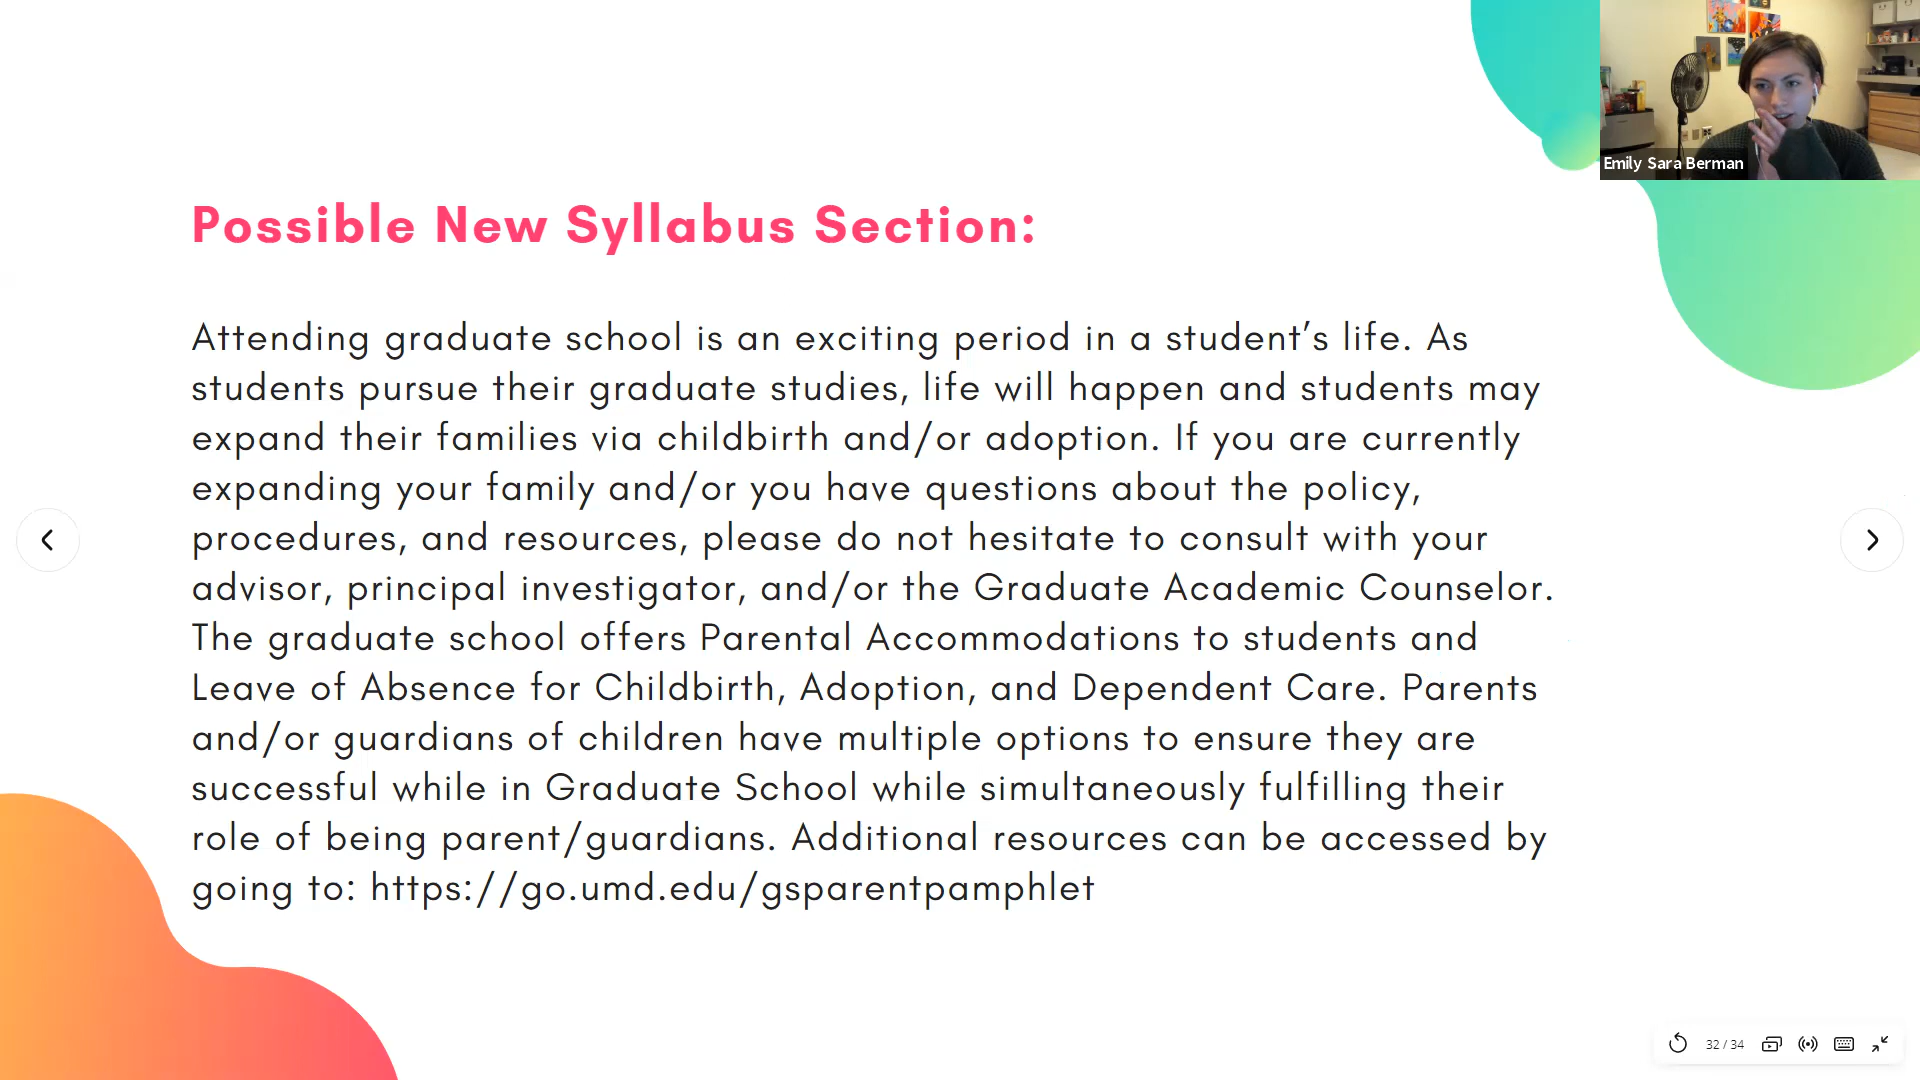 Emily Sara Berman
Possible New Syllabus Section:
Attending graduate school is an exciting period in a student's life. As
students pursue their graduate studies, life will happen and students may
expand their families via childbirth and/or adoption. If you are currently
expanding your family and/or you have questions about the policy,
procedures, and resources, please do not hesitate to consult with your
advisor, principal investigator, and/or the Graduate Academic Counselor.
The graduate school offers Parental Accommodations to students and
Leave of Absence for Childbirth, Adoption, and Dependent Care. Parents
and/or guardians of children have multiple options to ensure they are
successful while in Graduate School while simultaneously fulfilling their
role of being parent/guardians. Additional resources can be accessed by
going to: https://go.umd.edu/gsparentpamphlet
32 / 34